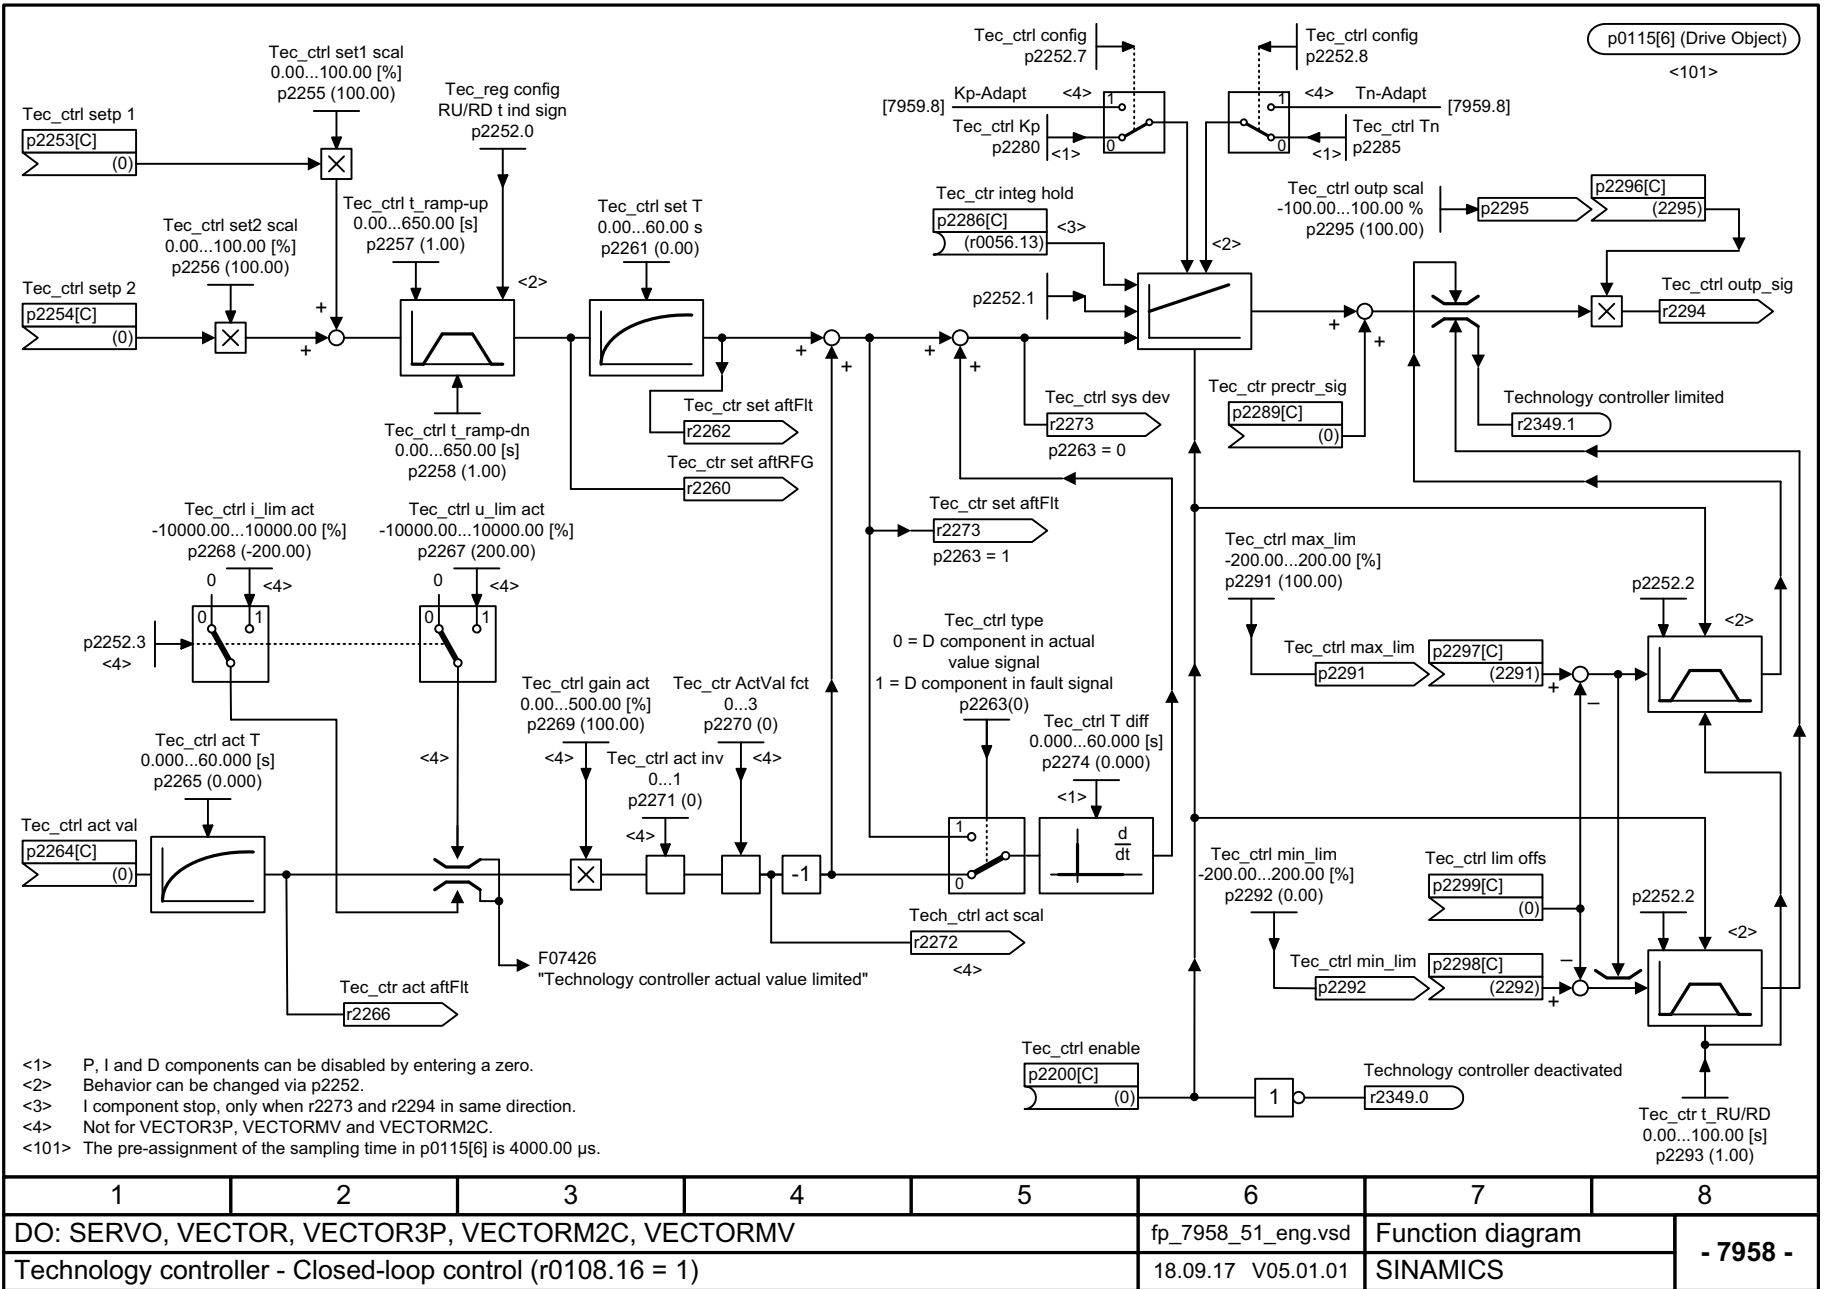 Tec_ctrl set1 scal
0.00...100.00 [%]
p2255 (100.00)
Tec_reg config
RU/RD t ind sign
p2252.0
Tec_ctrl config
p2252.7
Tec_ctrl config
p2252.8
p0115[6] (Drive Object)
<101>
Tec_ctrl setp 1
p2253[C]
(0)
[7959.8]
Kp-Adapt
<4>
1
0
Tec_ctrl Kp
p2280
<1>
1
0
<4>
Tn-Adapt
[7959.8]
Tec_ctrl Tn
p2285
<1>
Tec_ctrl set2 scal
0.00...100.00 [%]
p2256 (100.00)
Tec_ctrl t_ramp-up
0.00...650.00 [s]
p2257 (1.00)
Tec_ctrl set T
0.00...60.00 s
p2261 (0.00)
Tec_ctr integ hold
p2286[C]
(r0056.13)
<3>
<2>
Tec_ctrl outp scal
-100.00...100.00 %
p2295 (100.00)
p2295
p2296[C]
(2295)
Tec_ctrl setp 2
p2254[C]
(0)
+
+
<2>
p2252.1
Tec_ctrl outp_sig
r2294
+
+
+
+
+
+
Tec_ctrl t_ramp-dn
0.00...650.00 [s]
p2258 (1.00)
Tec_ctr set aftFlt
r2262
Tec_ctr set aftRFG
r2260
Tec_ctrl sys dev
r2273
p2263 = 0
Tec_ctr prectr_sig
p2289[C]
(0)
Technology controller limited
r2349.1
Tec_ctr set aftFlt
r2273
p2263 = 1
Tec_ctrl i_lim act
-10000.00...10000.00 [%]
p2268 (-200.00)
Tec_ctrl u_lim act
-10000.00...10000.00 [%]
p2267 (200.00)
0
<4>
0
1
0
<4>
0
1
p2252.3
<4>
Tec_ctrl max_lim
-200.00...200.00 [%]
p2291 (100.00)
p2252.2
<2>
Tec_ctrl max_lim
p2291
p2297[C]
(2291)
+
–
Tec_ctrl type
0 = D component in actual
value signal
1 = D component in fault signal
p2263(0)
Tec_ctrl gain act
0.00...500.00 [%]
p2269 (100.00)
Tec_ctr ActVal fct
0...3
p2270 (0)
Tec_ctrl T diff
0.000...60.000 [s]
p2274 (0.000)
<1>
Tec_ctrl act T
0.000...60.000 [s]
p2265 (0.000)
<4>
<4>
Tec_ctrl act inv
0...1
p2271 (0)
<4>
<4>
Tec_ctrl act val
p2264[C]
(0)
-1
1
0
d
dt
Tec_ctrl min_lim
-200.00...200.00 [%]
p2292 (0.00)
Tec_ctrl lim offs
p2299[C]
(0)
p2252.2
<2>
Tech_ctrl act scal
r2272
<4>
F07426
"Technology controller actual value limited"
Tec_ctr act aftFlt
r2266
Tec_ctrl min_lim
p2292
p2298[C]
(2292)
–
+
Tec_ctrl enable
p2200[C]
(0)
1
Technology controller deactivated
r2349.0
Tec_ctr t_RU/RD
0.00...100.00 [s]
p2293 (1.00)
<1> P, I and D components can be disabled by entering a zero.
<2> Behavior can be changed via p2252.
<3> I component stop, only when r2273 and r2294 in same direction.
<4> Not for VECTOR3P, VECTORMV and VECTORM2C.
<101> The pre-assignment of the sampling time in p0115[6] is 4000.00 µs.
1 2 3 4 5 6 7 8
DO: SERVO, VECTOR, VECTOR3P, VECTORM2C, VECTORMV
fp_7958_51_eng.vsd
Function diagram
- 7958 -
Technology controller - Closed-loop control (r0108.16 = 1)
18.09.17 V05.01.01
SINAMICS